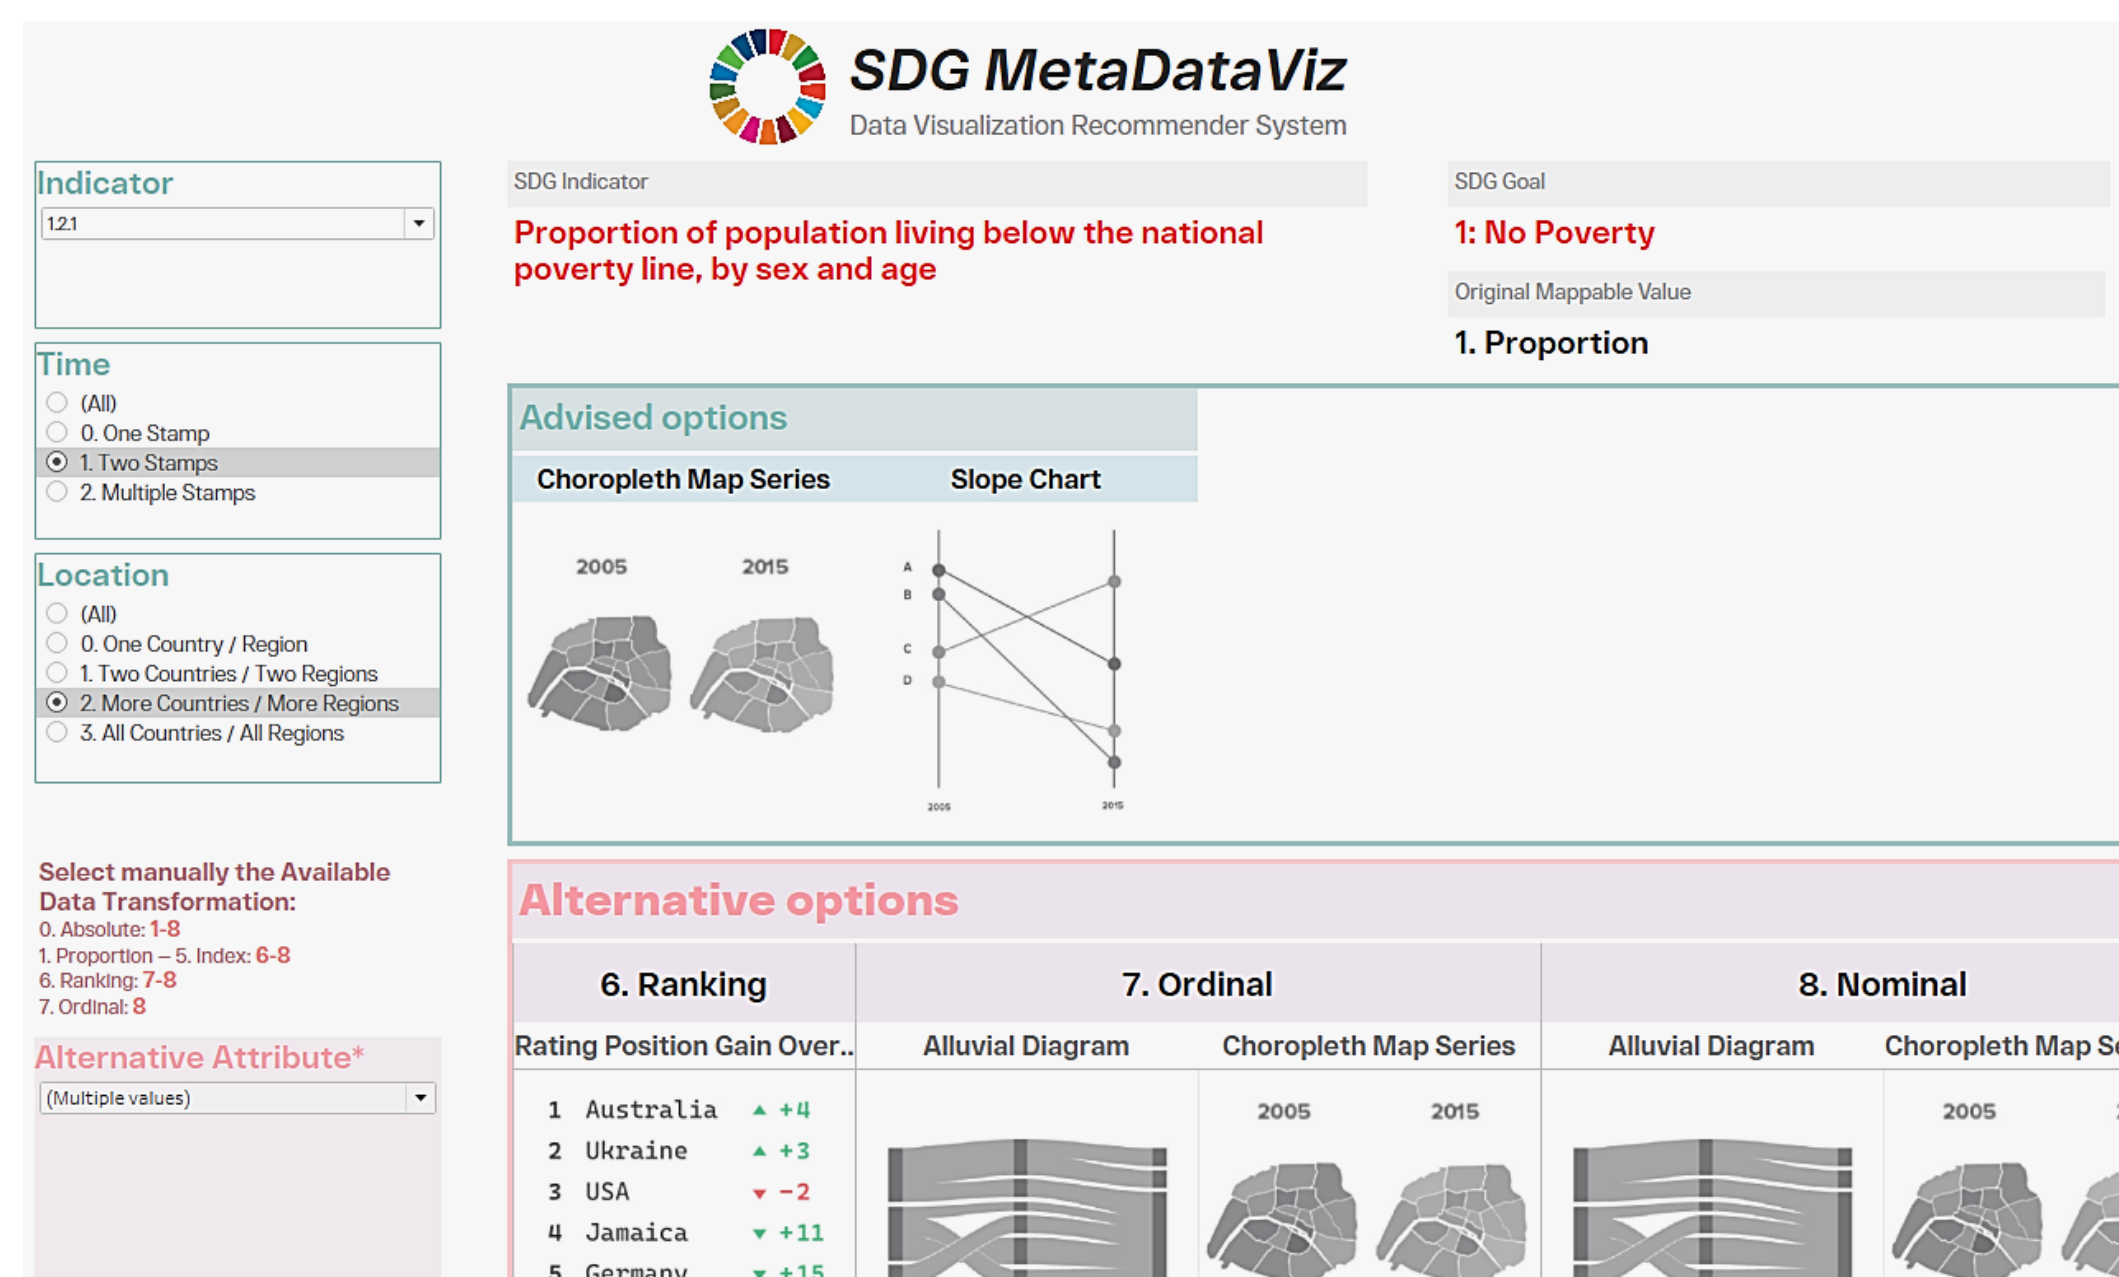 SDG MetaDataViz
Data Visualization Recommender System
Indicator
1.2.1
Time
(All)
0. One Stamp
1. Two Stamps
2. Multiple Stamps
Location
(All)
0. One Country / Region
1. Two Countries / Two Regions
2. More Countries / More Regions
3. All Countries / All Regions
Select manually the Available
Data Transformation:
0. Absolute: 1-8
1. Proportion – 5. Index: 6-8
6. Ranking: 7-8
7. Ordinal: 8
Alternative Attribute*
(Multiple values)
SDG Indicator
Proportion of population living below the national
poverty line, by sex and age
SDG Goal
1: No Poverty
Original Mappable Value
1. Proportion
Advised options
Choropleth Map Series
Slope Chart
2005 2015
A
B
C
D
2005 2015
Alternative options
6. Ranking
7. Ordinal
8. Nominal
Rating Position Gain Over..
Alluvial Diagram
Choropleth Map Series
Alluvial Diagram
Choropleth Map
1 Australia ▲ +4
2 Ukraine ▲ +3
3 USA ▼ −2
4 Jamaica ▼ +11
5 Germany ▼ +15
2005 2015
2005